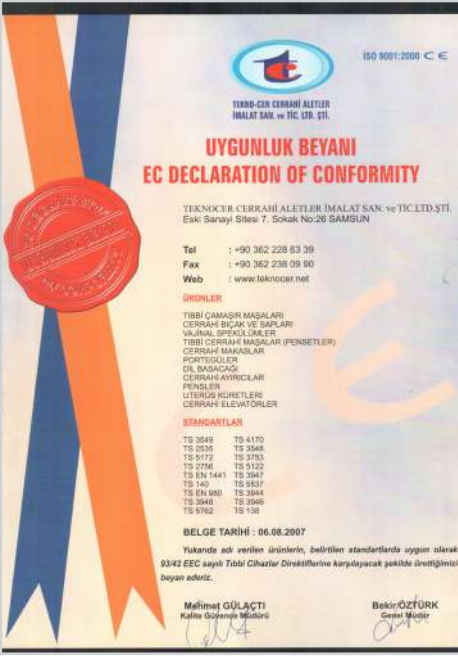 İSO 9001:2000 CE
TEKNO-CER CERRAHİ ALETLER
İMALAT SAN. ve TİC. LTD. ŞTİ.
UYGUNLUK BEYANI
EC DECLARATION OF CONFORMITY
TEKNOCER CERRAHİ ALETLER İMALAT SAN. ve TİC.LTD.ŞTİ.
Eski Sanayi Sitesi 7. Sokak No:26 SAMSUN
Tel : +90 362 228 63 39
Fax : +90 362 238 09 90
Web : www.teknocer.net
ÜRÜNLER
TIBBİ ÇAMAŞIR MAŞALARI
CERRAHİ BIÇAK VE SAPLARI
VAJİNAL SPEKÜLÜMLER
TIBBİ CERRAHİ MAŞALAR (PENSETLER)
CERRAHİ MAKASLAR
PORTEGÜLER
DİL BASACAĞI
CERRAHİ AYIRICILAR
PENSLER
UTERUS KÜRETLERİ
CERRAHİ ELEVATÖRLER
STANDARTLAR
TS 3649 TS 4170
TS 2535 TS 3548
TS 5172 TS 3753
TS 2756 TS 5122
TS EN 1441 TS 3947
TS 140 TS 5537
TS EN 980 TS 3944
TS 3948 TS 3946
TS 5762 TS 138
BELGE TARİHİ : 06.08.2007
Yukarıda adı verilen ürünlerin, belirtilen standartlarda uygun olarak
93/42 EEC sayılı Tıbbi Cihazlar Direktiflerine karşılayacak şekilde ürettiğimizi
beyan ederiz.
Mehmet GÜLAÇTI Bekir ÖZTÜRK
Kalite Güvence Müdürü Genel Müdür